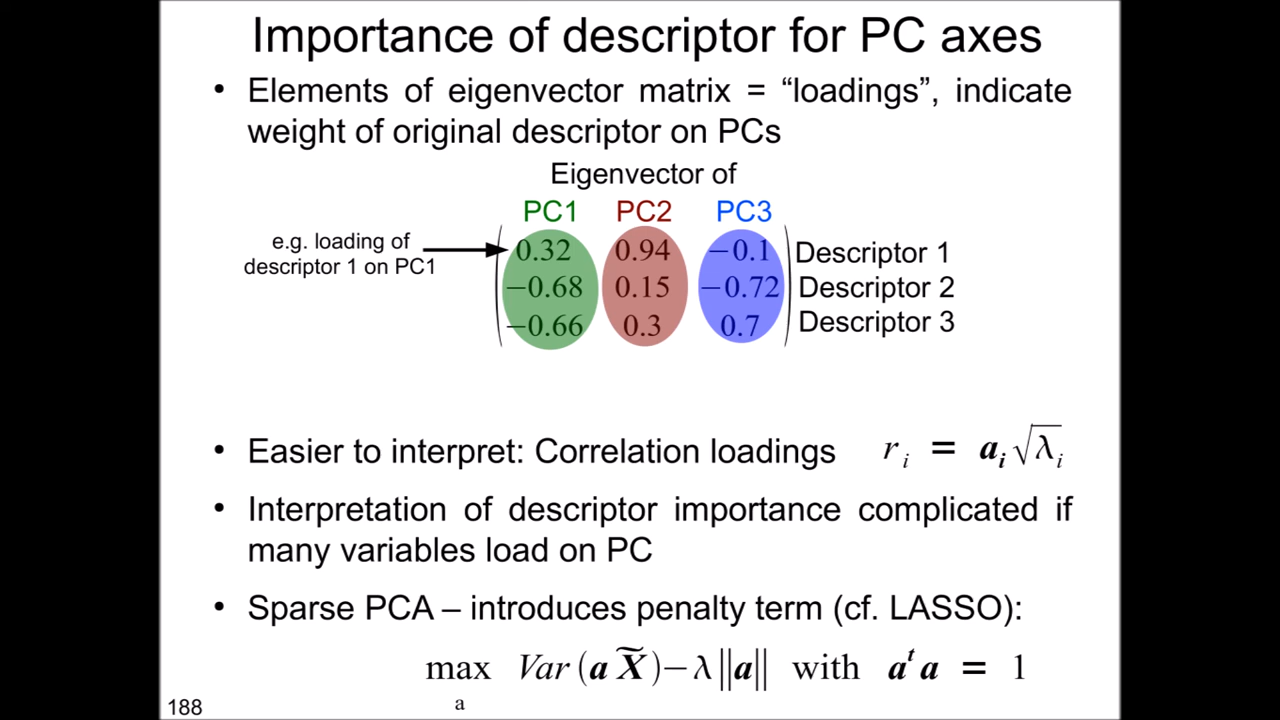 Importance of descriptor for PC axes
• Elements of eigenvector matrix = “loadings”, indicate
weight of original descriptor on PCs
Eigenvector of
PC1 PC2 PC3
e.g. loading of
descriptor 1 on PC1
0.32 0.94 −0.1 Descriptor 1
−0.68 0.15 −0.72 Descriptor 2
−0.66 0.3 0.7 Descriptor 3
• Easier to interpret: Correlation loadings r_i = a_i √λ_i
• Interpretation of descriptor importance complicated if
many variables load on PC
• Sparse PCA – introduces penalty term (cf. LASSO):
max Var(a X̃)−λ‖a‖ with aᵗa = 1
a
188